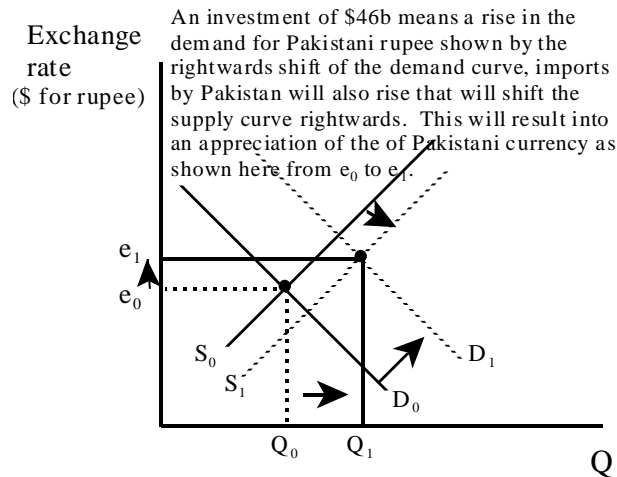 An investment of $46b means a rise in the
demand for Pakistani rupee shown by the
rightwards shift of the demand curve, imports
by Pakistan will also rise that will shift the
supply curve rightwards. This will result into
an appreciation of the of Pakistani currency as
shown here from e0 to e1.
Exchange
rate
($ for rupee)
e1
e0
S0
S1
D1
D0
Q0
Q1
Q